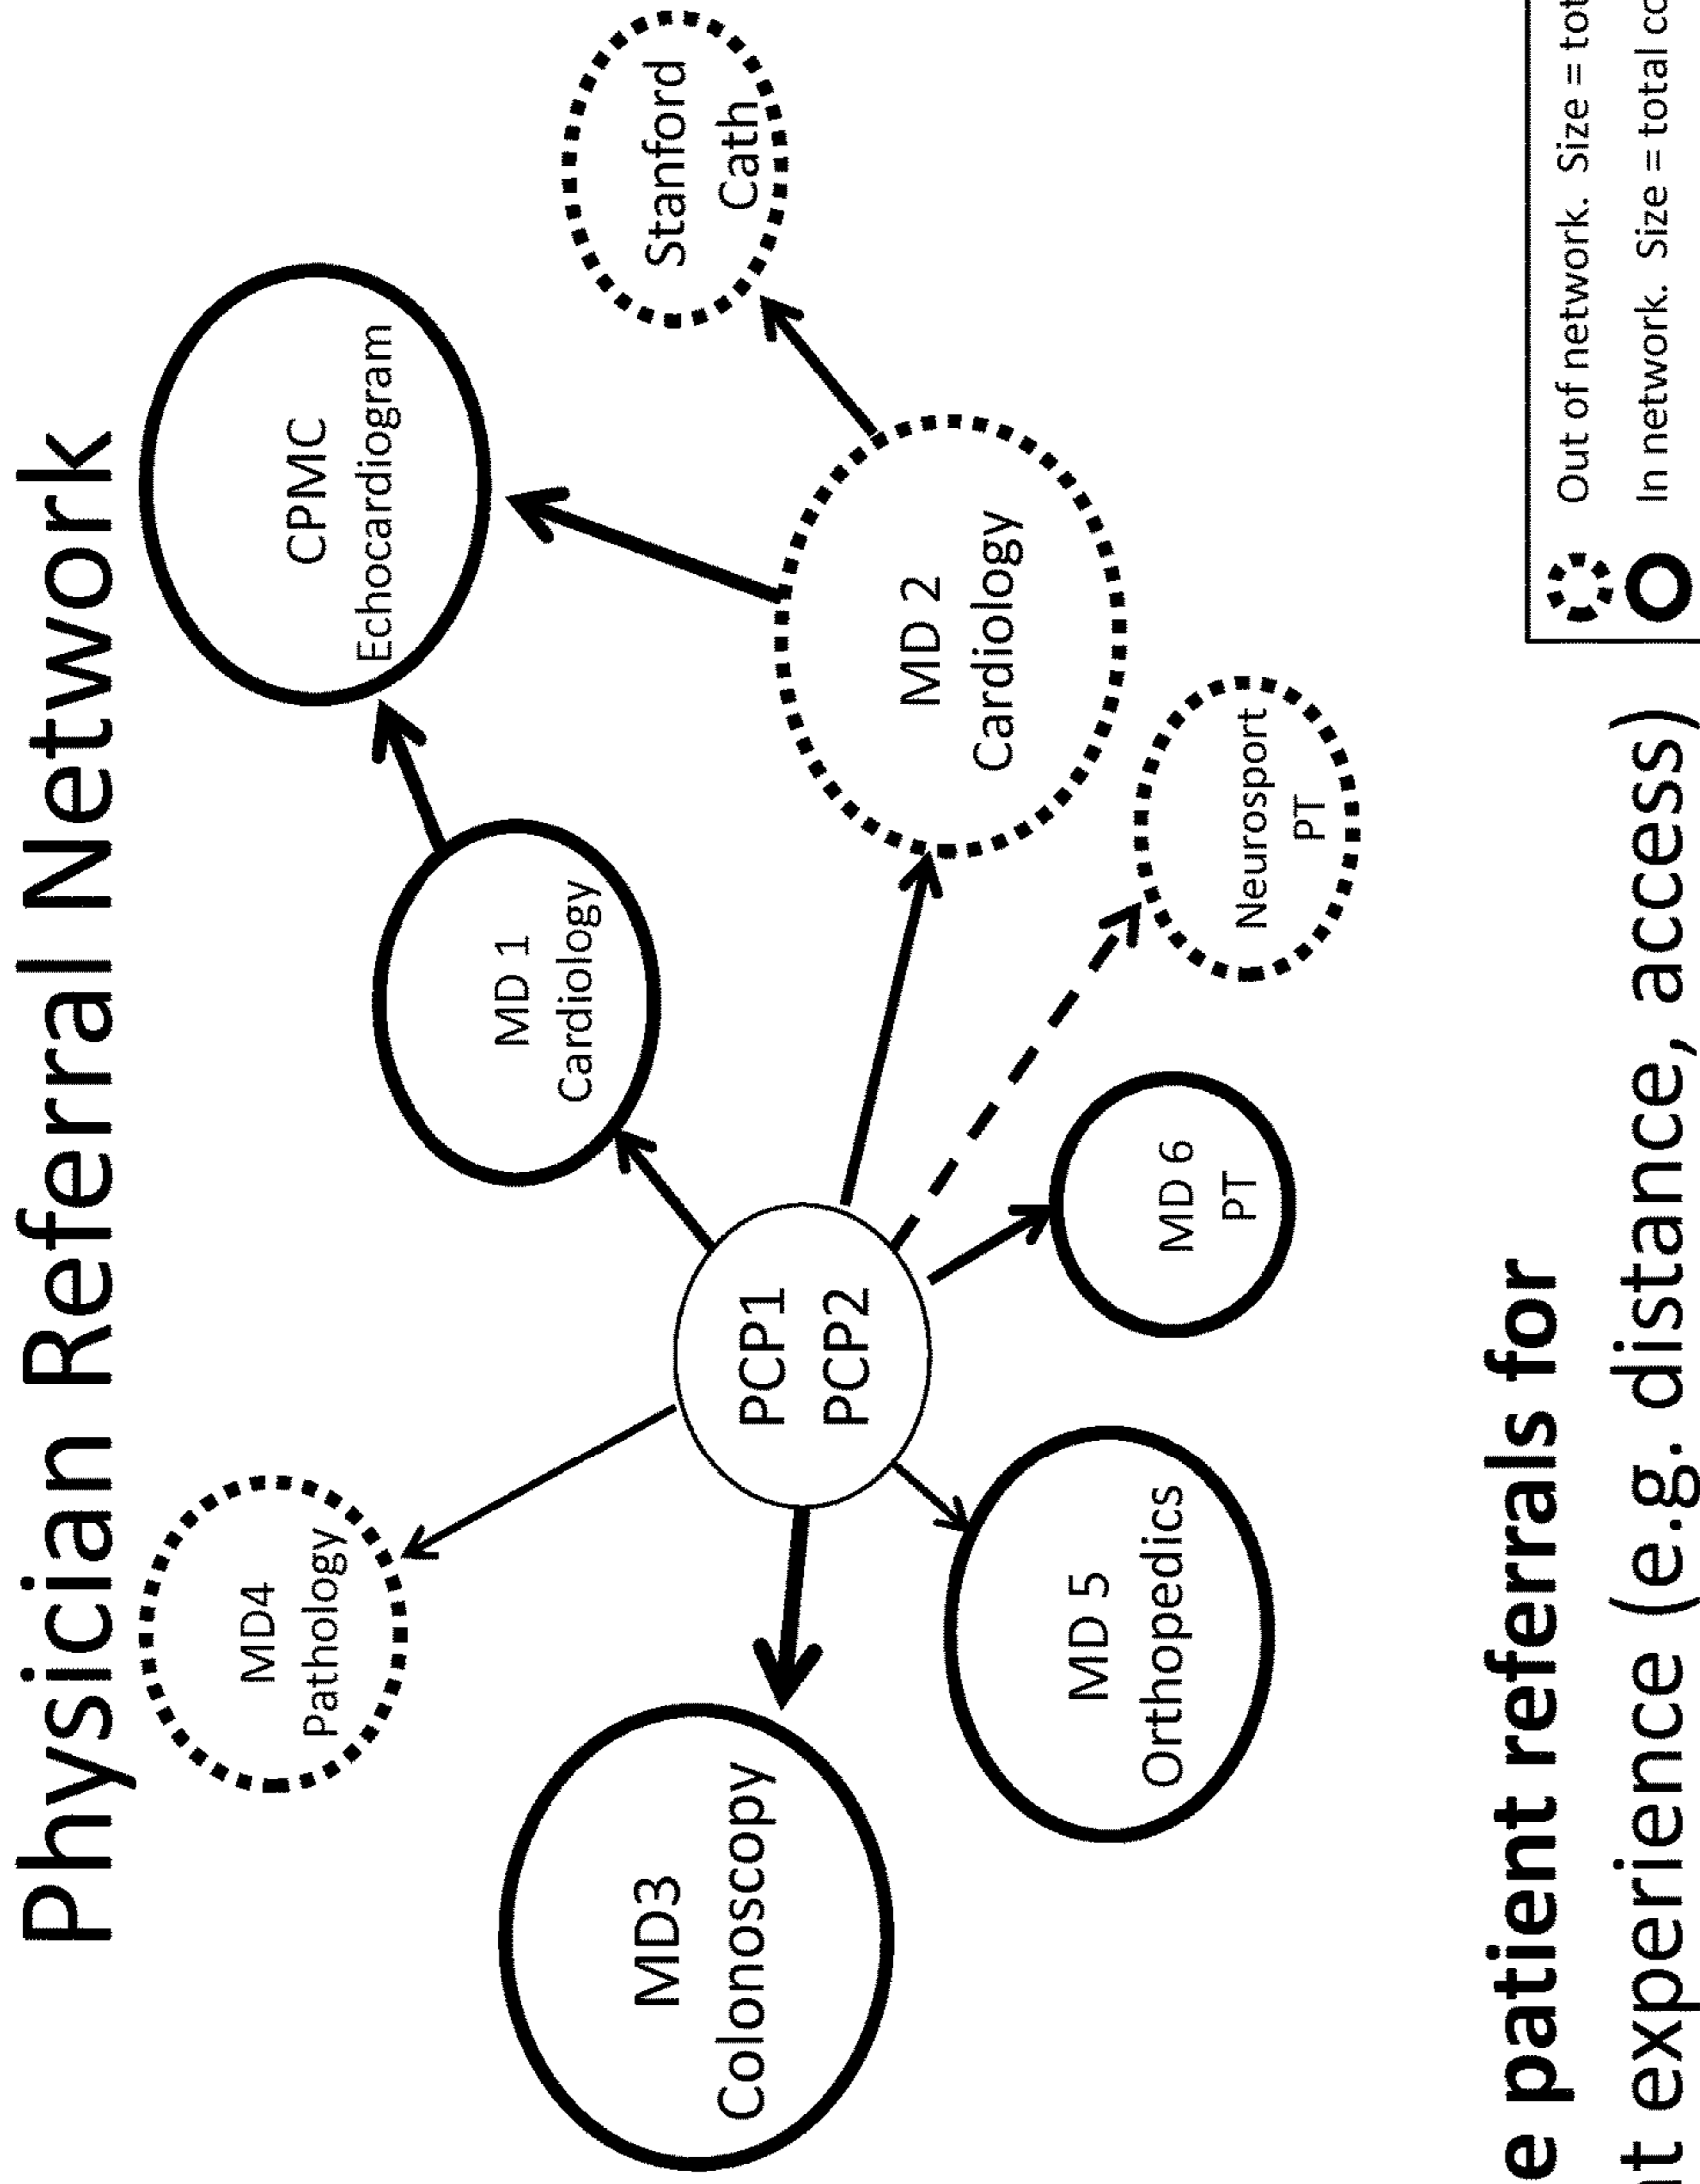 Physician Referral Network
MD4
Pathology
CPMC
Echocardiogram
MD 1
Cardiology
Stanford
Cath
MD3
Colonoscopy
PCP1
PCP2
MD 2
Cardiology
MD 5
Orthopedics
MD 6
PT
Neurosport
PT
e patient referrals for
nt experience (e.g. distance, access)
Out of network. Size = tot
In network. Size = total co